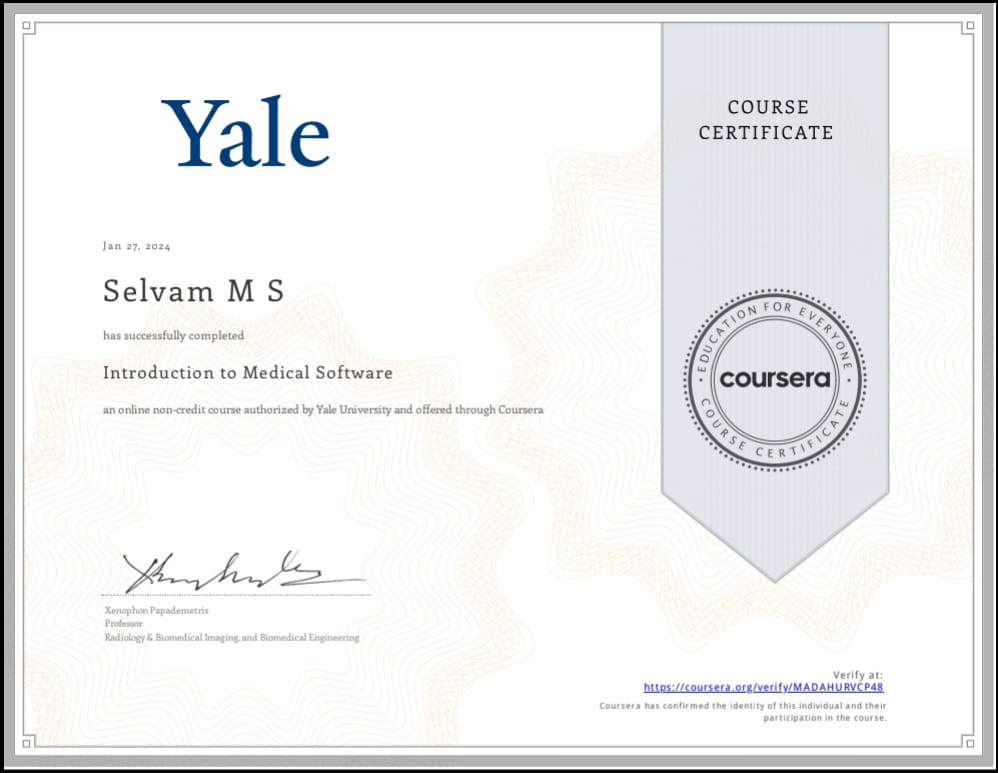 Yale
COURSE
CERTIFICATE
Jan 27, 2024
Selvam M S
has successfully completed
Introduction to Medical Software
an online non-credit course authorized by Yale University and offered through Coursera
EDUCATION FOR EVERYONE
coursera
COURSE CERTIFICATE
Xenophon Papademetris
Professor
Radiology & Biomedical Imaging, and Biomedical Engineering
Verify at:
https://coursera.org/verify/MADAHURVCP48
Coursera has confirmed the identity of this individual and their
participation in the course.